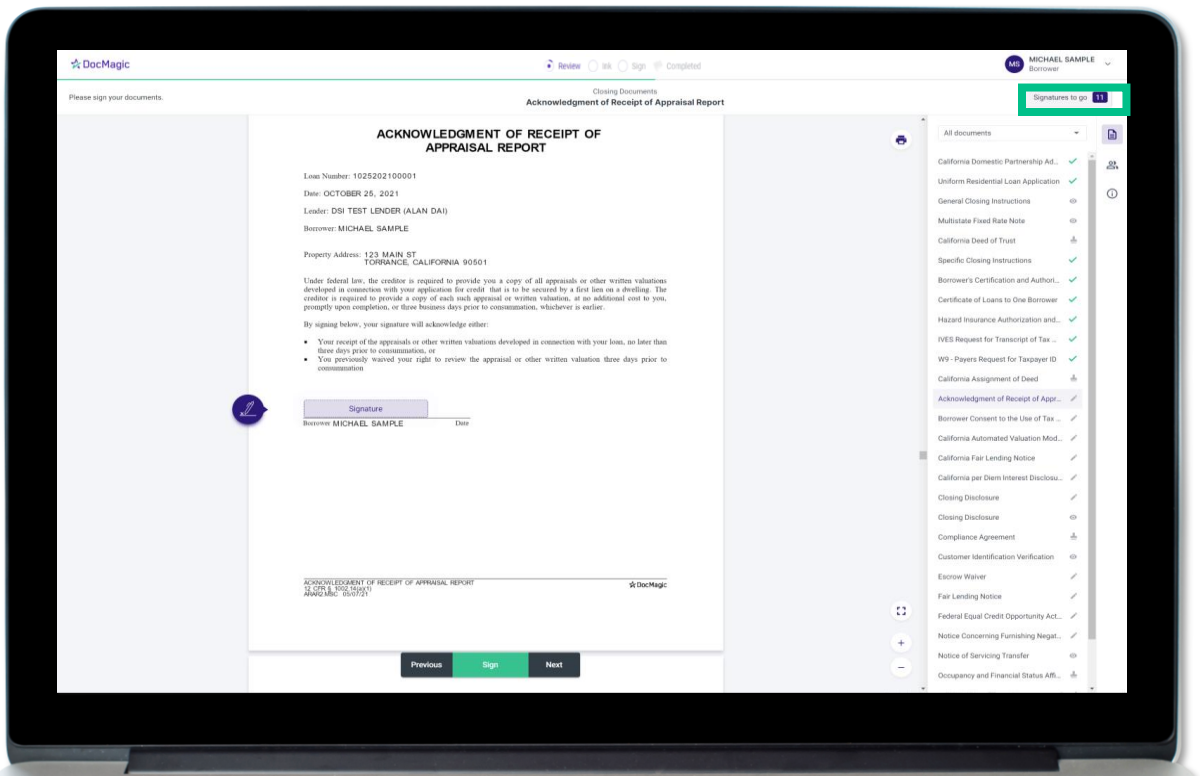 DocMagic
Review Ink Sign Completed
MS MICHAEL SAMPLE
Borrower
Please sign your documents.
Closing Documents
Acknowledgment of Receipt of Appraisal Report
Signatures to go 11
ACKNOWLEDGMENT OF RECEIPT OF
APPRAISAL REPORT
Loan Number: 1025202100001
Date: OCTOBER 25, 2021
Lender: DSI TEST LENDER (ALAN DAI)
Borrower: MICHAEL SAMPLE
Property Address: 123 MAIN ST
TORRANCE, CALIFORNIA 90501
Under federal law, the creditor is required to provide you a copy of all appraisals or other written valuations
developed in connection with your application for credit that is to be secured by a first lien on a dwelling. The
creditor is required to provide a copy of each such appraisal or written valuation, at no additional cost to you,
promptly upon completion, or three business days prior to consummation, whichever is earlier.
By signing below, your signature will acknowledge either:
• Your receipt of the appraisals or other written valuations developed in connection with your loan, no later than
three days prior to consummation, or
• You previously waived your right to review the appraisal or other written valuation three days prior to
consummation
Signature
Borrower MICHAEL SAMPLE Date
ACKNOWLEDGMENT OF RECEIPT OF APPRAISAL REPORT
12 CFR § 1002.14(a)(1)
ARAR2.MSC 05/07/21
DocMagic
Previous Sign Next
All documents
California Domestic Partnership Ad...
Uniform Residential Loan Application
General Closing Instructions
Multistate Fixed Rate Note
California Deed of Trust
Specific Closing Instructions
Borrower's Certification and Authori...
Certificate of Loans to One Borrower
Hazard Insurance Authorization and...
IVES Request for Transcript of Tax ...
W9 - Payers Request for Taxpayer ID
California Assignment of Deed
Acknowledgment of Receipt of Appr...
Borrower Consent to the Use of Tax ...
California Automated Valuation Mod...
California Fair Lending Notice
California per Diem Interest Disclosu...
Closing Disclosure
Closing Disclosure
Compliance Agreement
Customer Identification Verification
Escrow Waiver
Fair Lending Notice
Federal Equal Credit Opportunity Act...
Notice Concerning Furnishing Negat...
Notice of Servicing Transfer
Occupancy and Financial Status Affi...